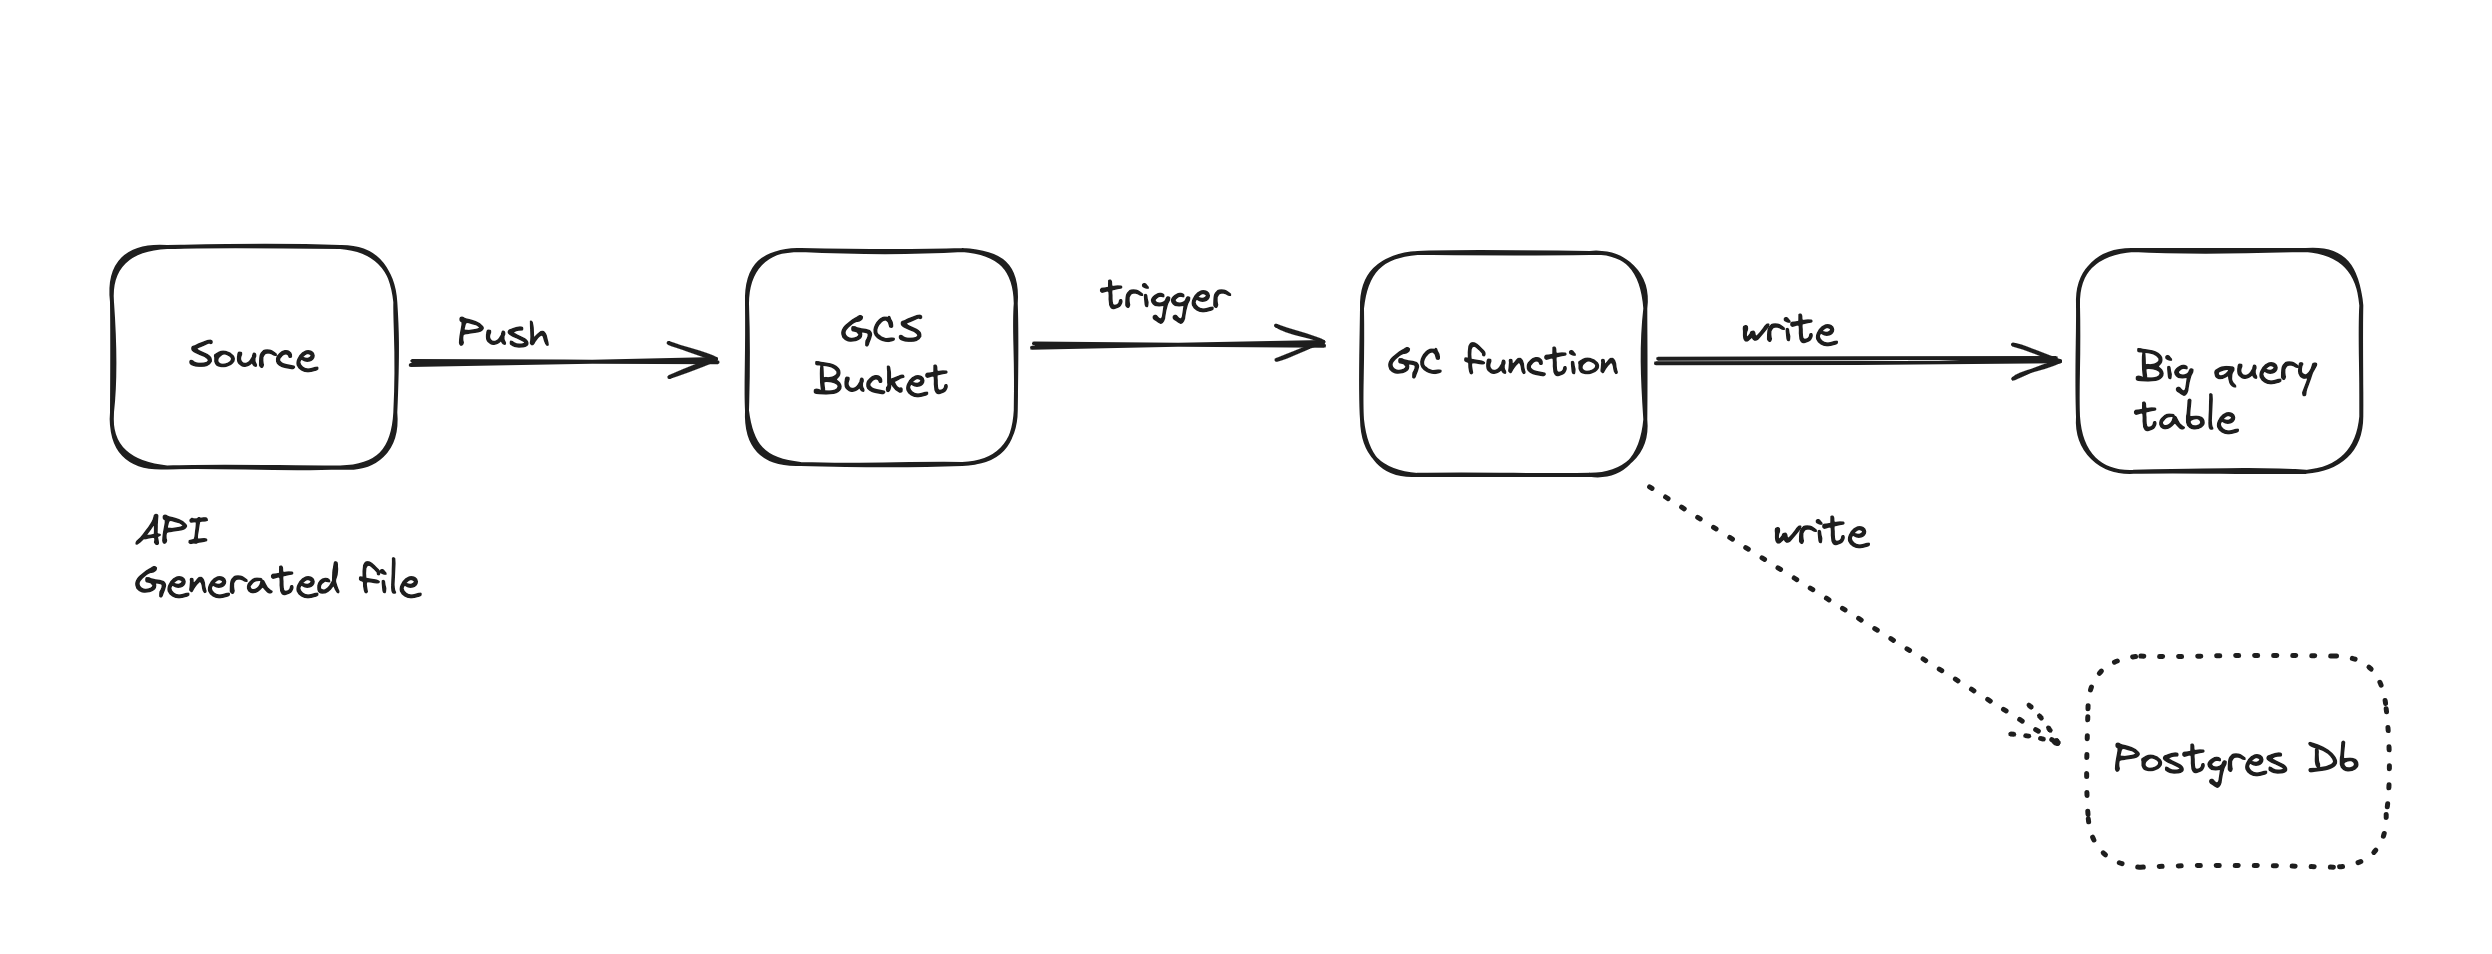 Source
Push
GCS
Bucket
trigger
GC function
write
Big query
table
API
Generated file
write
Postgres Db